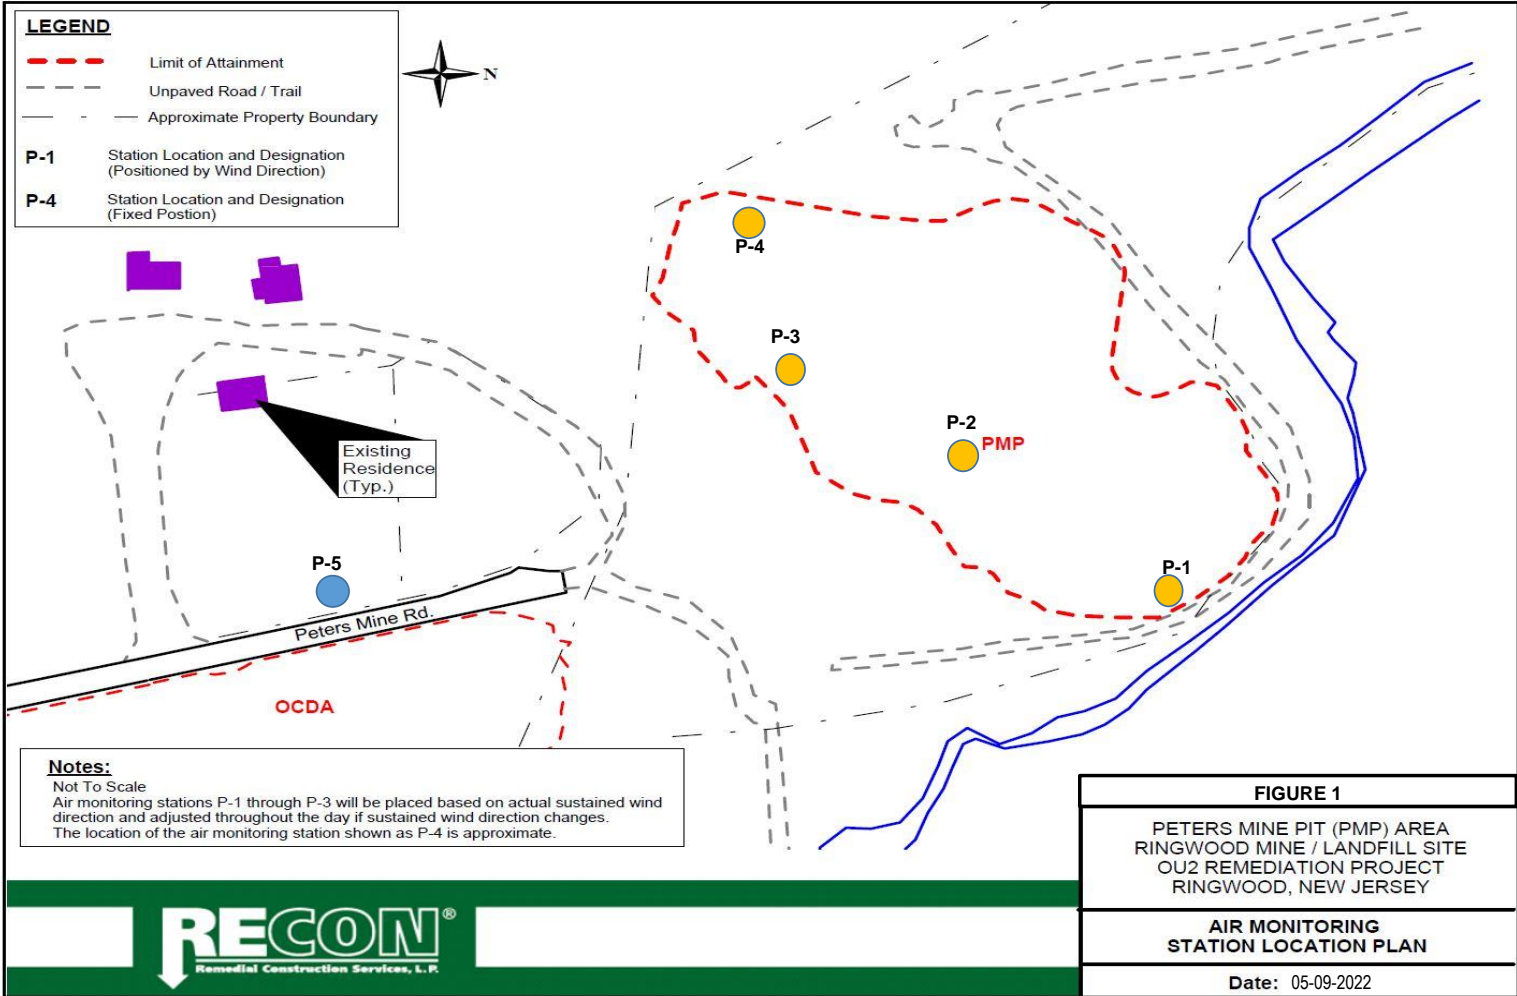 LEGEND
Limit of Attainment
Unpaved Road / Trail
Approximate Property Boundary
P-1 Station Location and Designation
(Positioned by Wind Direction)
P-4 Station Location and Designation
(Fixed Postion)
N
P-4
P-3
P-2
PMP
Existing
Residence
(Typ.)
P-5
P-1
Peters Mine Rd.
OCDA
Notes:
Not To Scale
Air monitoring stations P-1 through P-3 will be placed based on actual sustained wind
direction and adjusted throughout the day if sustained wind direction changes.
The location of the air monitoring station shown as P-4 is approximate.
RECON®
Remedial Construction Services, L.P.
FIGURE 1
PETERS MINE PIT (PMP) AREA
RINGWOOD MINE / LANDFILL SITE
OU2 REMEDIATION PROJECT
RINGWOOD, NEW JERSEY
AIR MONITORING
STATION LOCATION PLAN
Date: 05-09-2022